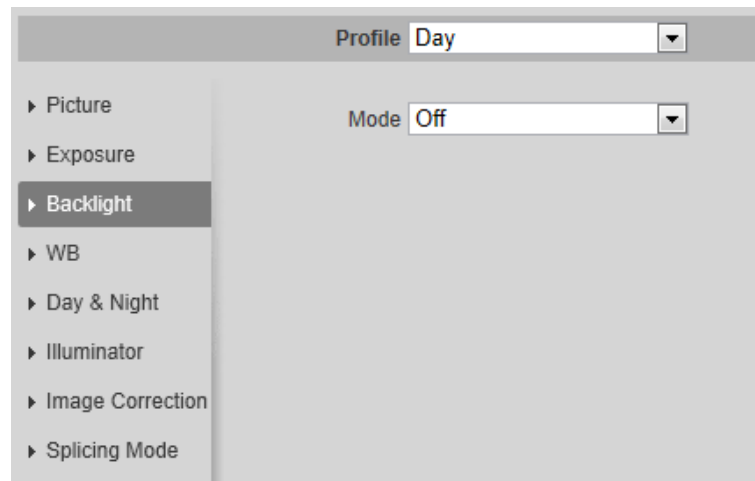 Profile Day
Picture
Mode Off
Exposure
Backlight
WB
Day & Night
Illuminator
Image Correction
Splicing Mode